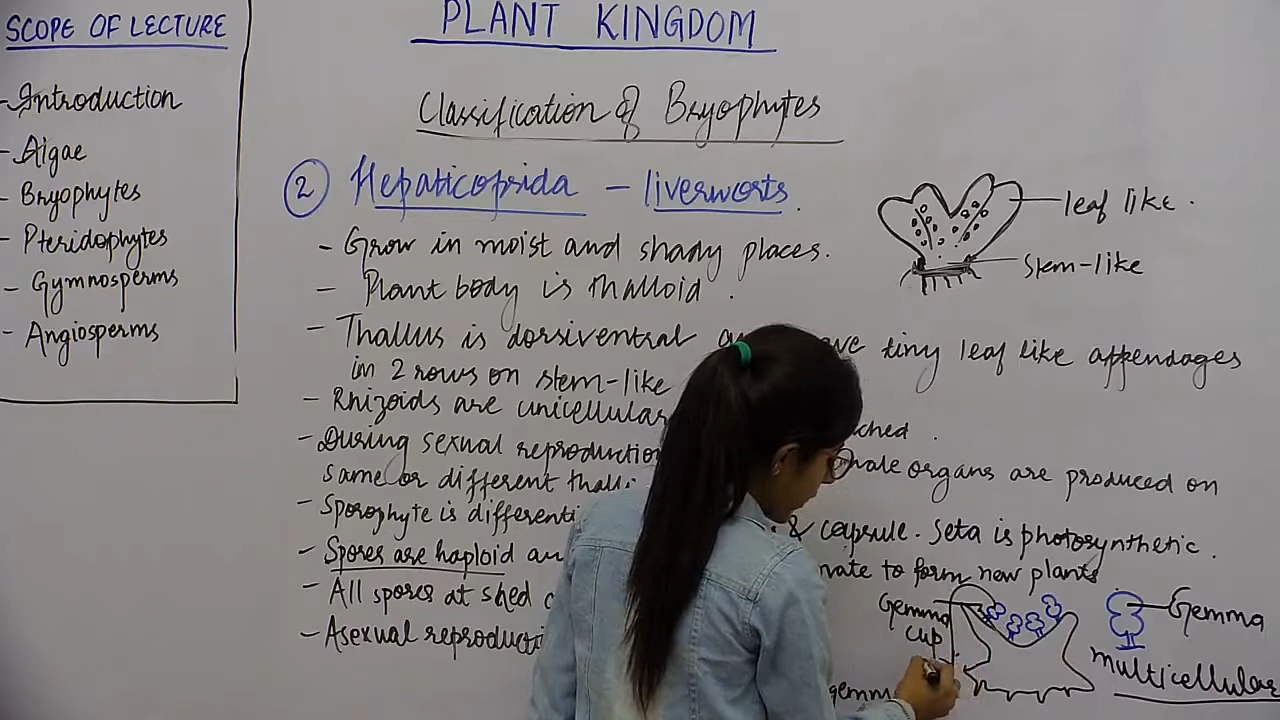 SCOPE OF LECTURE
- Introduction
- Algae
- Bryophytes
- Pteridophytes
- Gymnosperms
- Angiosperms
PLANT KINGDOM
Classification of Bryophytes
② Hepaticopsida - liverworts.
- Grow in moist and shady places.
- Plant body is thalloid.
- Thallus is dorsiventral tiny leaf like appendages
in 2 rows on stem-like
- Rhizoids are unicellular
- During sexual reproduction male organs are produced on
same or different thalli
- Sporophyte is & capsule. Seta is photosynthetic.
- Spores are haploid to form new plants
- All spores at shed
- Asexual
leaf like.
stem-like
Gemma
cup
Gemma
multicellular